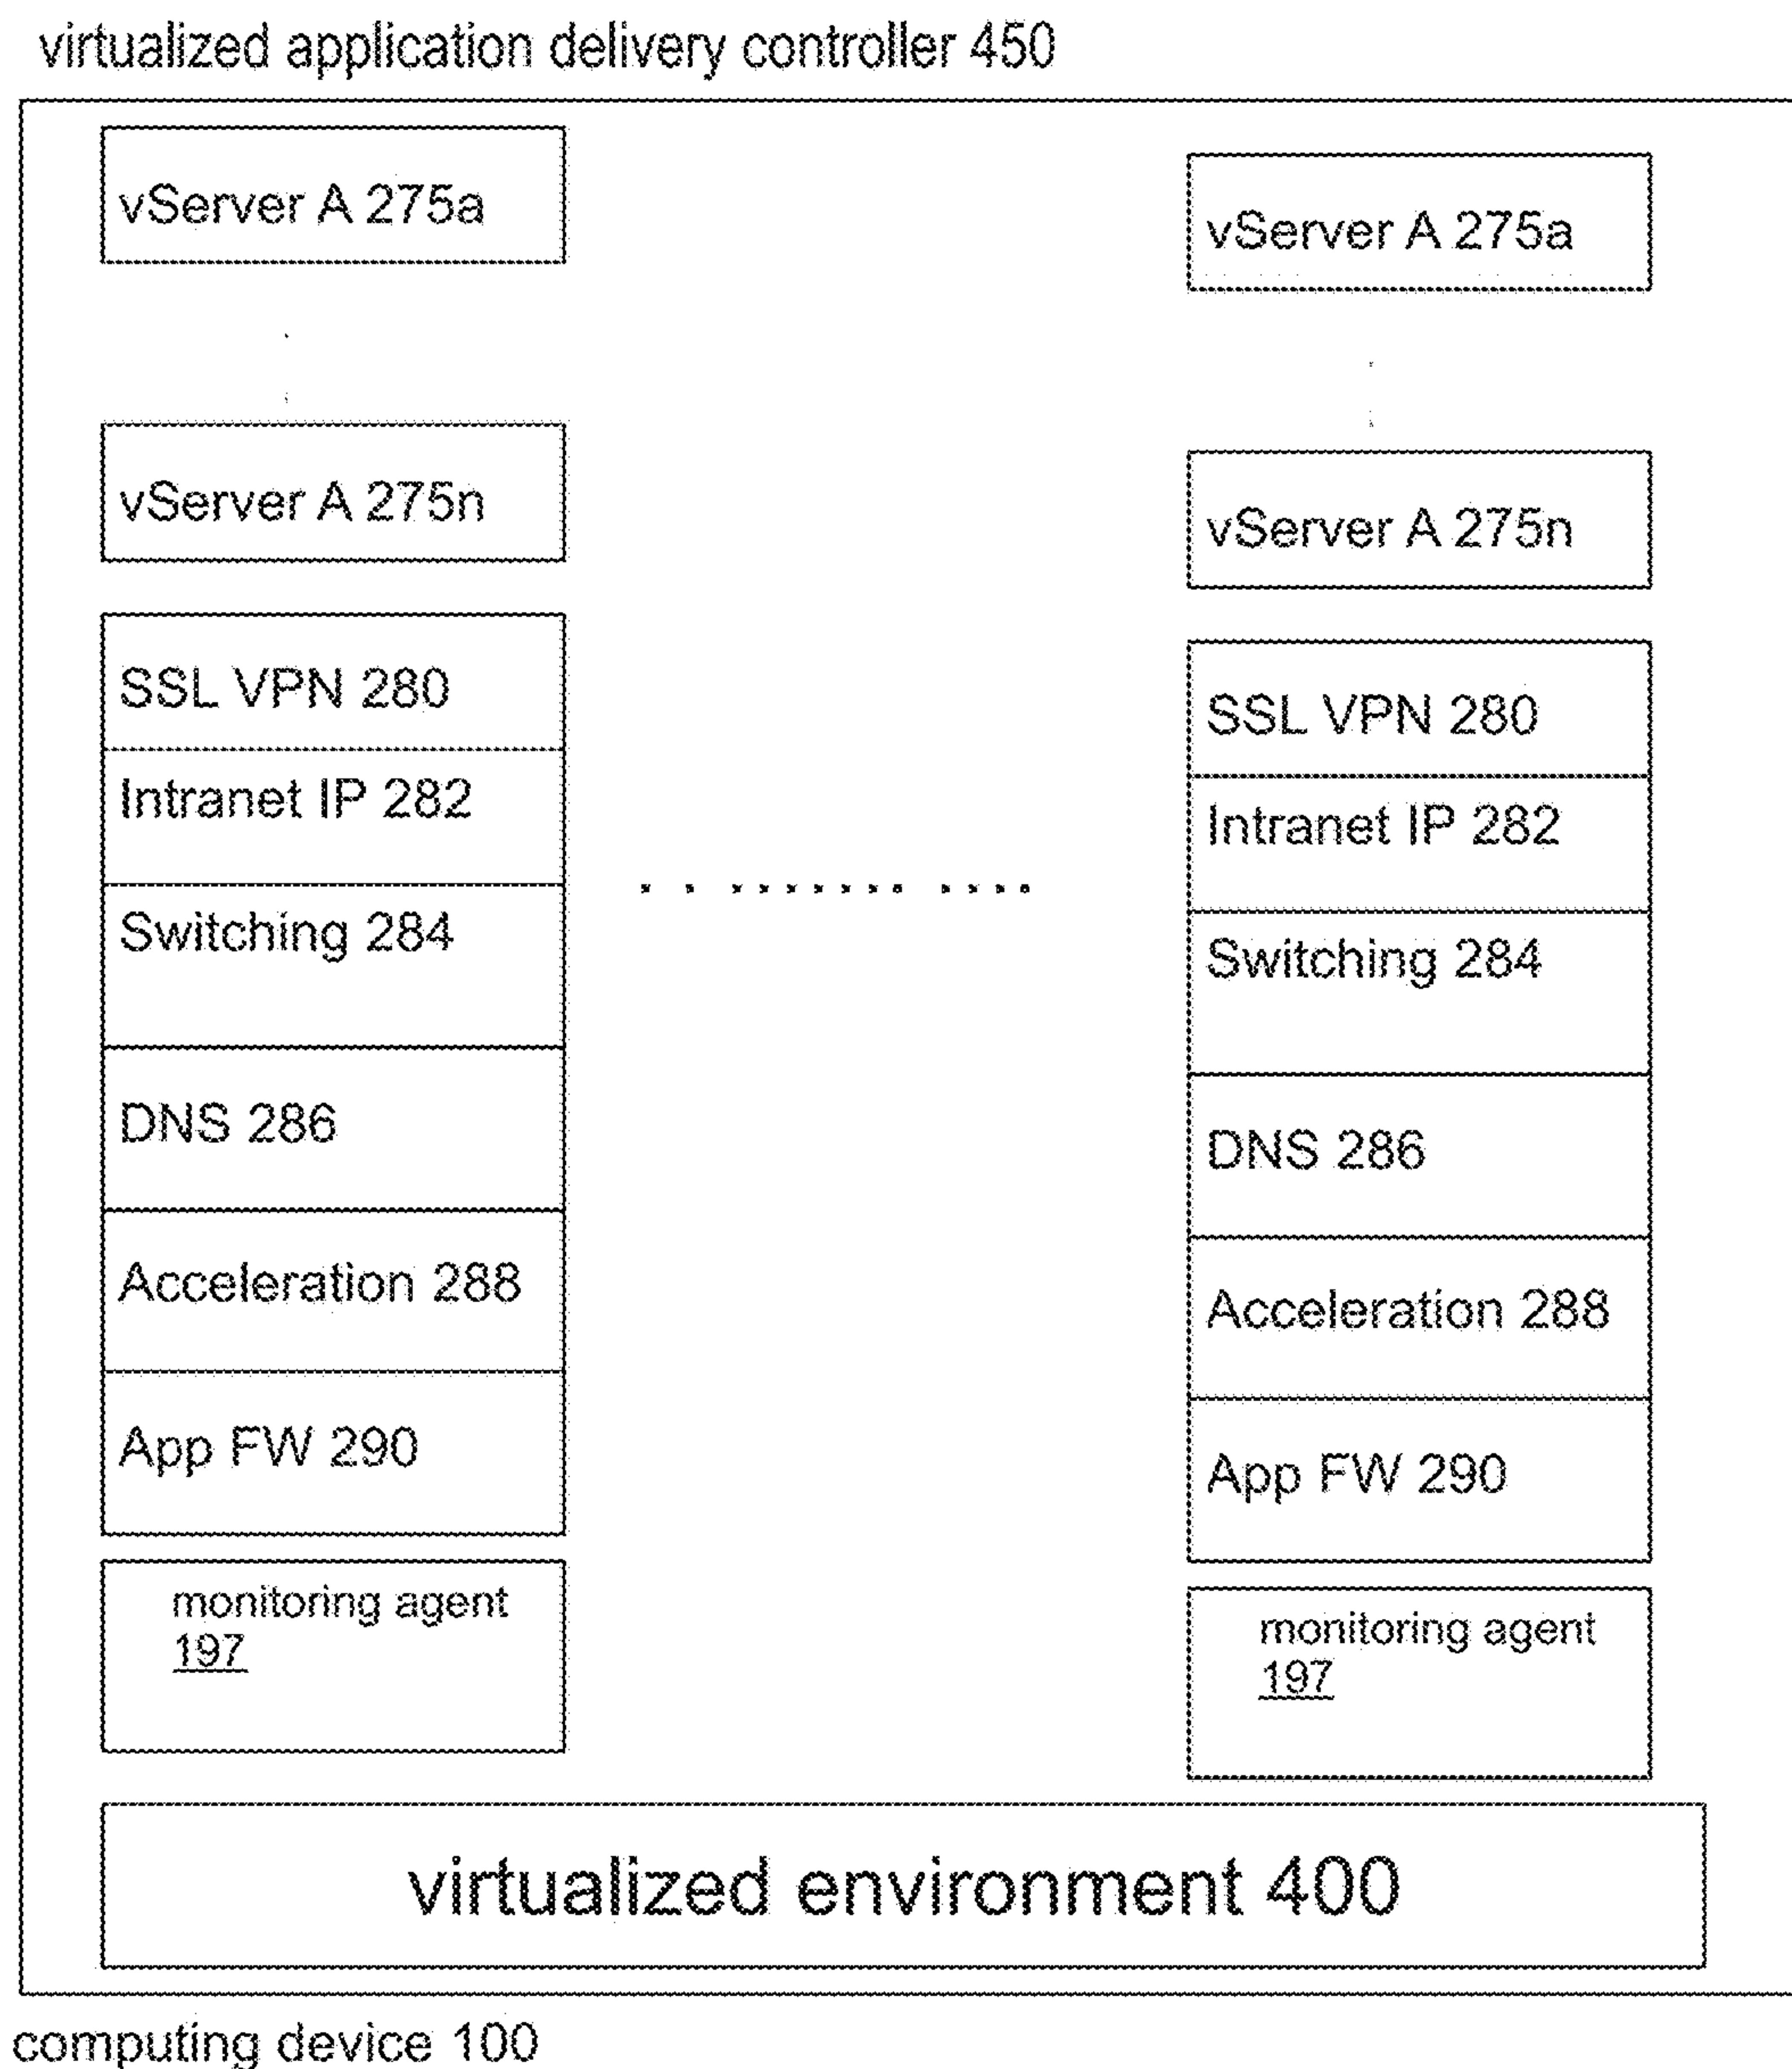 virtualized application delivery controller 450
vServer A 275a
vServer A 275n
SSL VPN 280
Intranet IP 282
Switching 284
DNS 286
Acceleration 288
App FW 290
monitoring agent
197
vServer A 275a
vServer A 275n
SSL VPN 280
Intranet IP 282
Switching 284
DNS 286
Acceleration 288
App FW 290
monitoring agent
197
virtualized environment 400
computing device 100